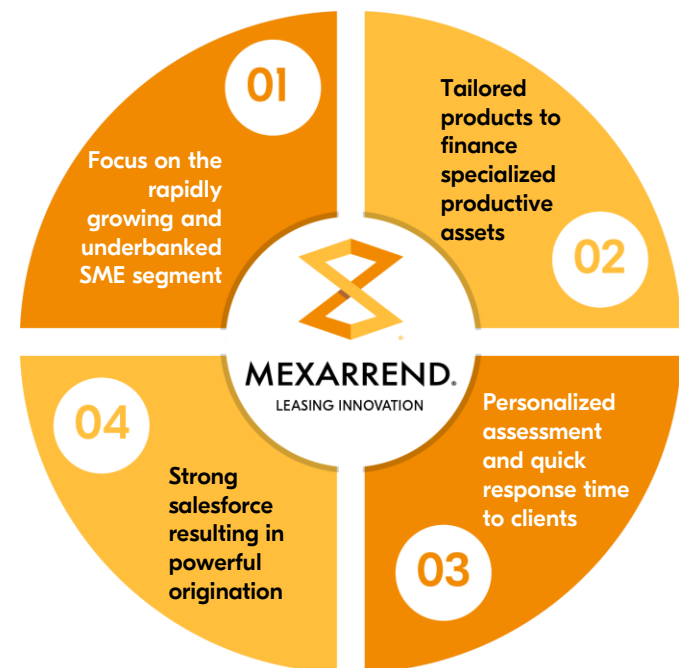 01
Focus on the
rapidly
growing and
underbanked
SME segment
Tailored
products to
finance
specialized
productive
assets
02
MEXARREND.
LEASING INNOVATION
04
Strong
salesforce
resulting in
powerful
origination
Personalized
assessment
and quick
response time
to clients
03